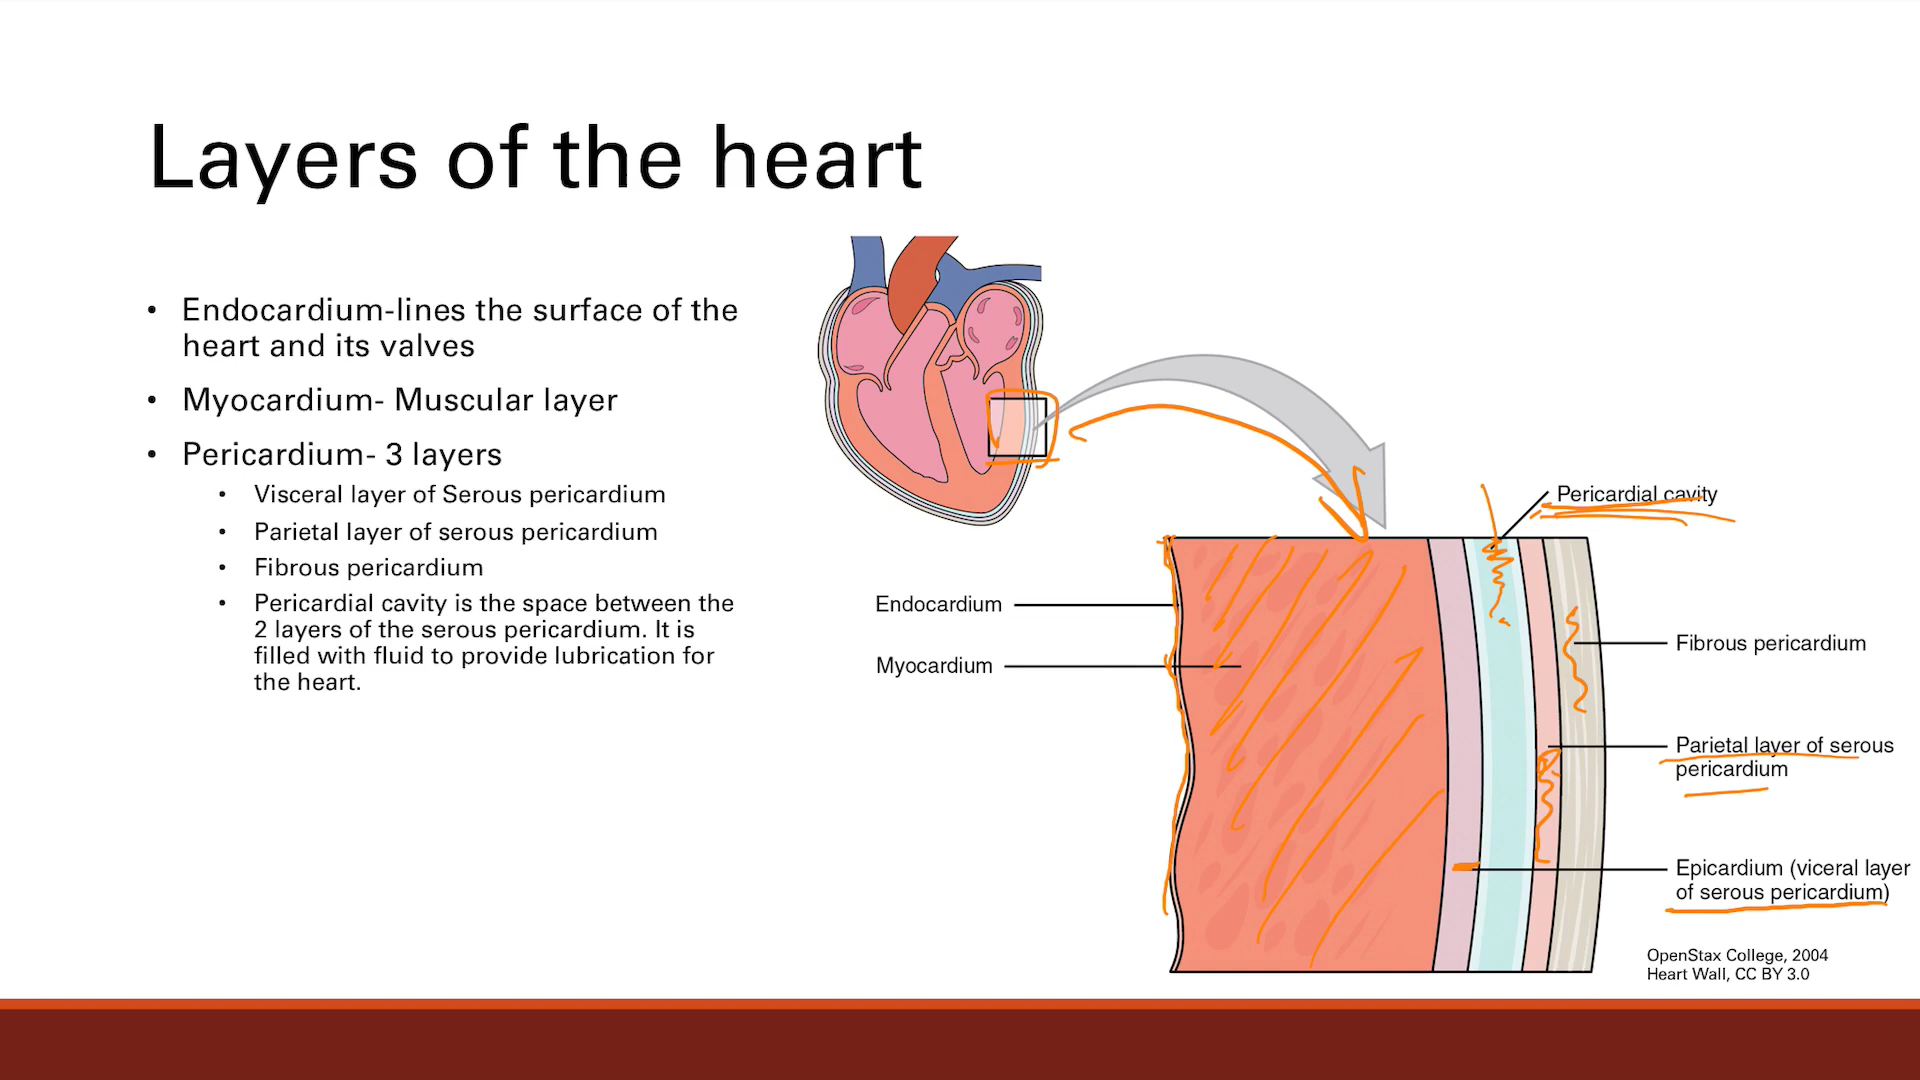 Layers of the heart
• Endocardium-lines the surface of the
heart and its valves
• Myocardium- Muscular layer
• Pericardium- 3 layers
• Visceral layer of Serous pericardium
• Parietal layer of serous pericardium
• Fibrous pericardium
• Pericardial cavity is the space between the
2 layers of the serous pericardium. It is
filled with fluid to provide lubrication for
the heart.
Pericardial cavity
Endocardium
Myocardium
Fibrous pericardium
Parietal layer of serous
pericardium
Epicardium (viceral layer
of serous pericardium)
OpenStax College, 2004
Heart Wall, CC BY 3.0